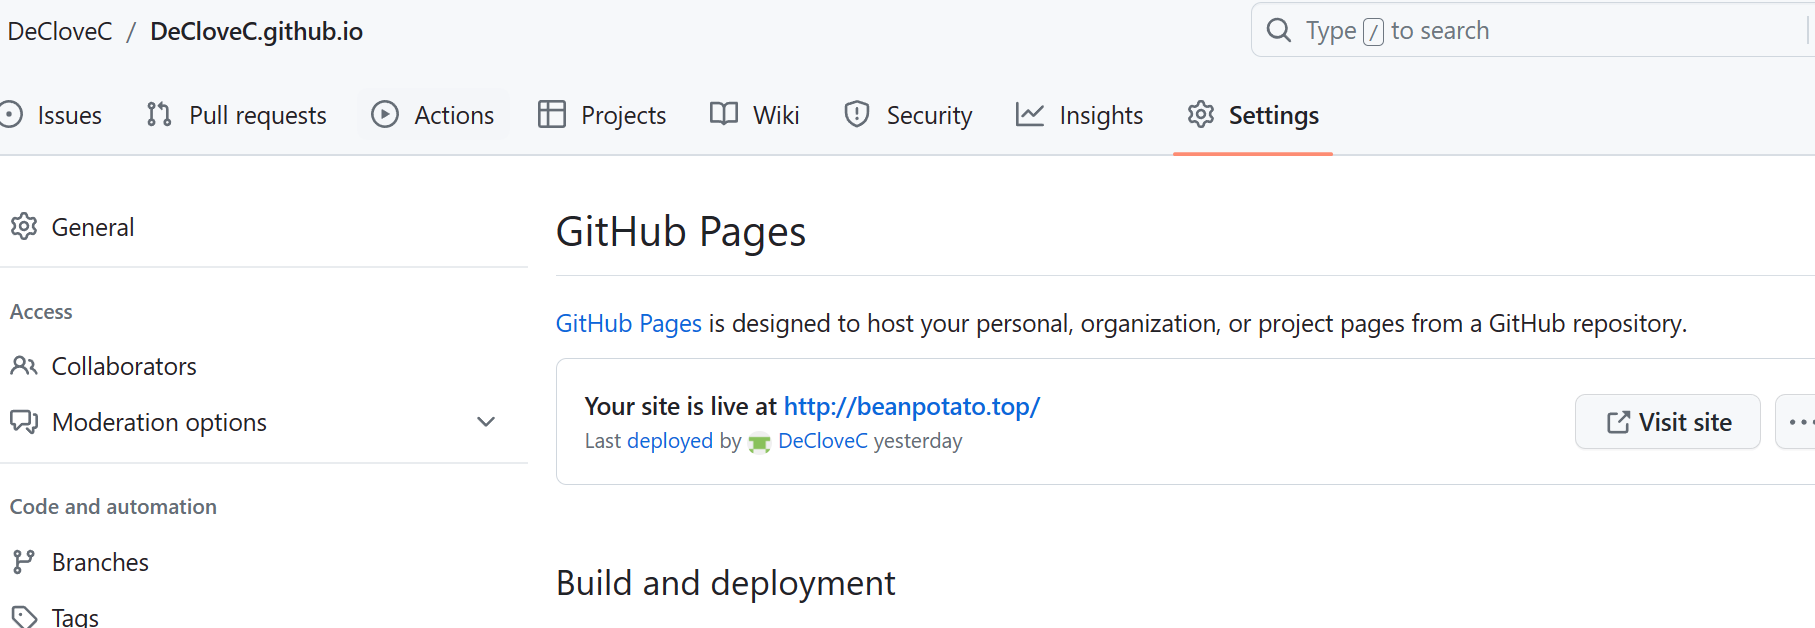 DeCloveC / DeCloveC.github.io
Type / to search
Issues Pull requests Actions Projects Wiki Security Insights Settings
General
Access
Collaborators
Moderation options
Code and automation
Branches
Tags
GitHub Pages
GitHub Pages is designed to host your personal, organization, or project pages from a GitHub repository.
Your site is live at http://beanpotato.top/
Last deployed by DeCloveC yesterday
Visit site
Build and deployment